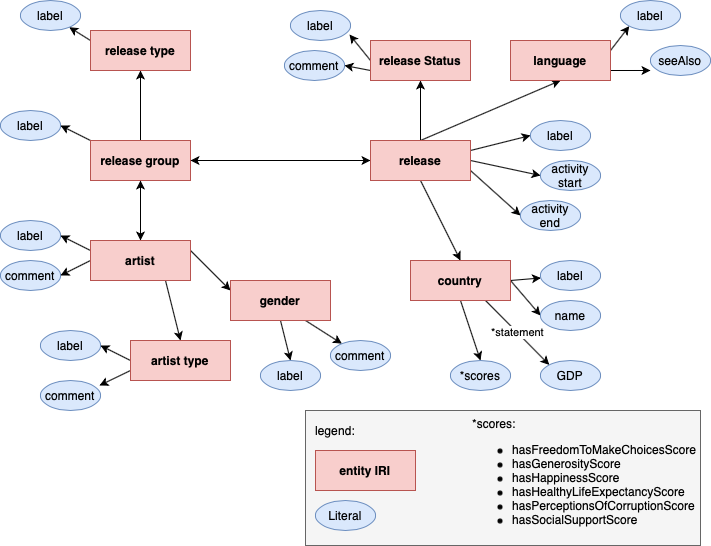 label
label
label
release type
release Status
language
comment
seeAlso
label
release group
release
label
activity
start
activity
end
label
artist
comment
country
label
gender
name
*statement
label
artist type
comment
label
*scores
GDP
comment
legend:
entity IRI
Literal
*scores:
hasFreedomToMakeChoicesScore
hasGenerosityScore
hasHappinessScore
hasHealthyLifeExpectancyScore
hasPerceptionsOfCorruptionScore
hasSocialSupportScore